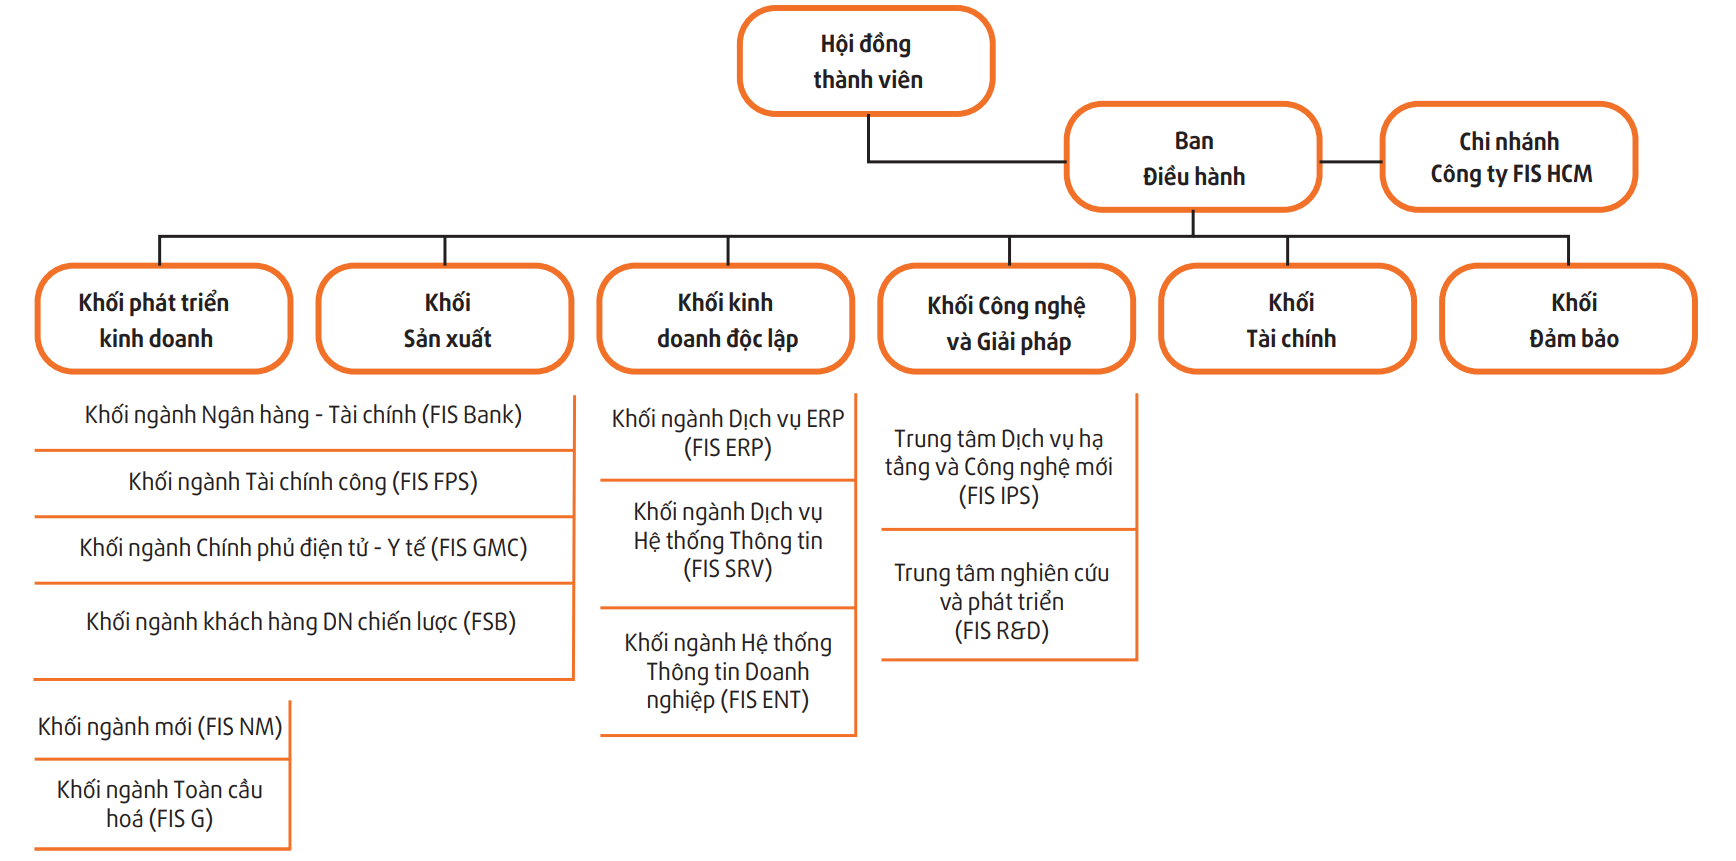 Hội đồng
thành viên
Ban
Điều hành
Chi nhánh
Công ty FIS HCM
Khối phát triển
kinh doanh
Khối
Sản xuất
Khối kinh
doanh độc lập
Khối Công nghệ
và Giải pháp
Khối
Tài chính
Khối
Đảm bảo
Khối ngành Ngân hàng - Tài chính (FIS Bank)
Khối ngành Tài chính công (FIS FPS)
Khối ngành Chính phủ điện tử - Y tế (FIS GMC)
Khối ngành khách hàng DN chiến lược (FSB)
Khối ngành mới (FIS NM)
Khối ngành Toàn cầu
hoá (FIS G)
Khối ngành Dịch vụ ERP
(FIS ERP)
Khối ngành Dịch vụ
Hệ thống Thông tin
(FIS SRV)
Khối ngành Hệ thống
Thông tin Doanh
nghiệp (FIS ENT)
Trung tâm Dịch vụ hạ
tầng và Công nghệ mới
(FIS IPS)
Trung tâm nghiên cứu
và phát triển
(FIS R&D)